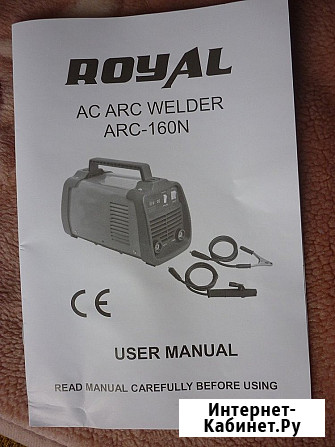 ROYAL
AC ARC WELDER
ARC-160N
CE
USER MANUAL
READ MANUAL CAREFULLY BEFORE USING
Интернет-
Кабинет.Ру